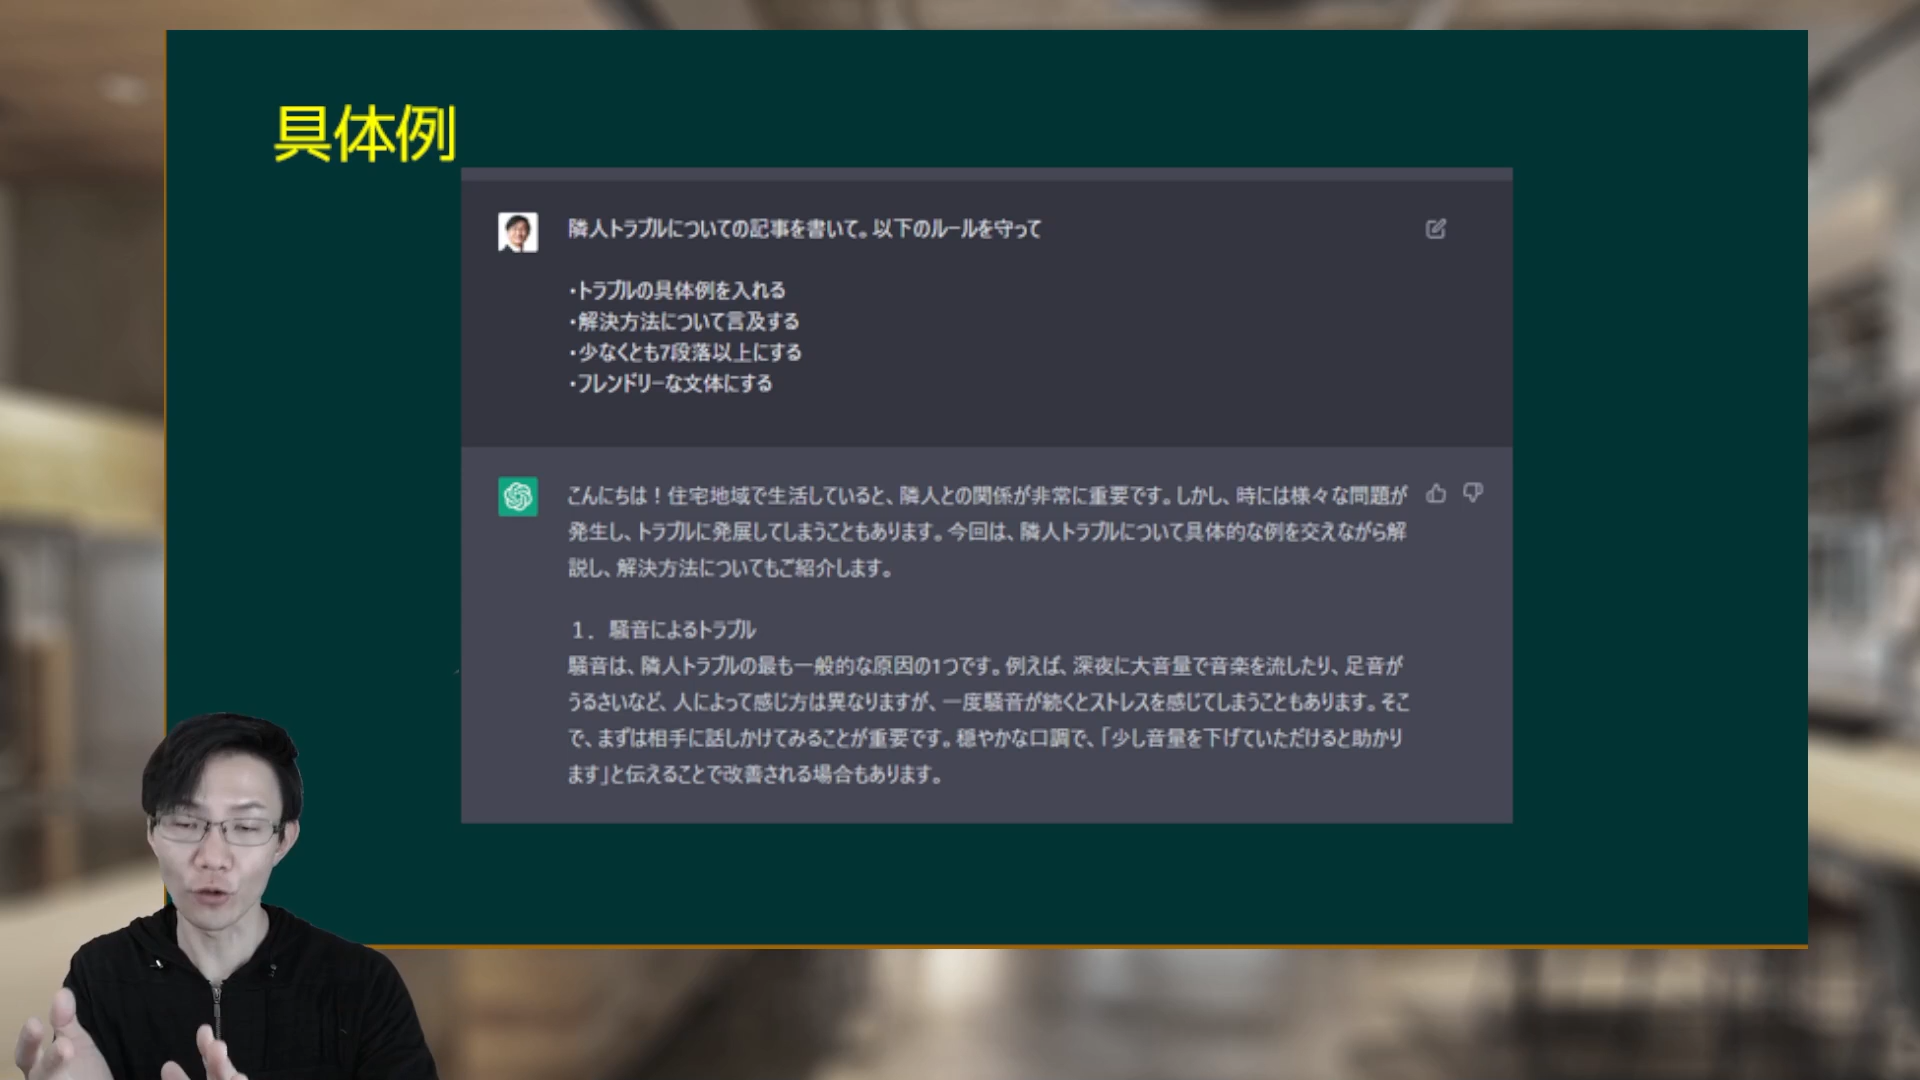 具体例
隣人トラブルについての記事を書いて。以下のルールを守って
・トラブルの具体例を入れる
・解決方法について言及する
・少なくとも7段落以上にする
・フレンドリーな文体にする
こんにちは！住宅地域で生活していると、隣人との関係が非常に重要です。しかし、時には様々な問題が
発生し、トラブルに発展してしまうこともあります。今回は、隣人トラブルについて具体的な例を交えながら解
説し、解決方法についてもご紹介します。
１．騒音によるトラブル
騒音は、隣人トラブルの最も一般的な原因の1つです。例えば、深夜に大音量で音楽を流したり、足音が
うるさいなど、人によって感じ方は異なりますが、一度騒音が続くとストレスを感じてしまうこともあります。そこ
で、まずは相手に話しかけてみることが重要です。穏やかな口調で、「少し音量を下げていただけると助かり
ます」と伝えることで改善される場合もあります。